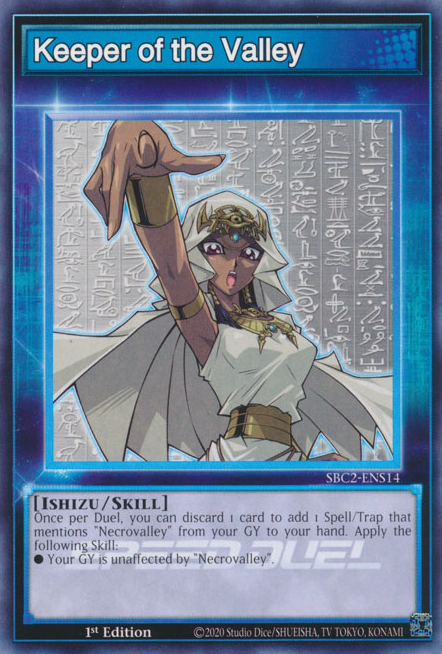 Keeper of the Valley
SBC2-ENS14
[ISHIZU/SKILL]
Once per Duel, you can discard 1 card to add 1 Spell/Trap that
mentions "Necrovalley" from your GY to your hand. Apply the
following Skill:
● Your GY is unaffected by "Necrovalley".
SPEED DUEL
1st Edition
©2020 Studio Dice/SHUEISHA, TV TOKYO, KONAMI